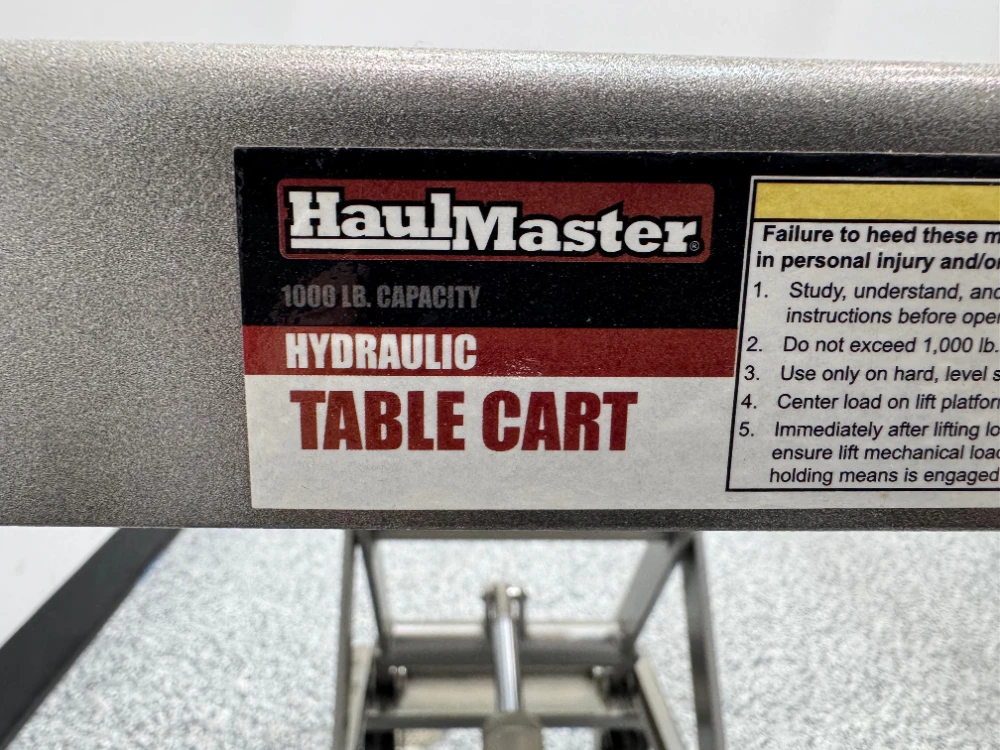 HaulMaster®
1000 LB. CAPACITY
HYDRAULIC
TABLE CART
Failure to heed these
in personal injury and/or
1. Study, understand, and
instructions before
2. Do not exceed 1,000 lb.
3. Use only on hard, level
4. Center load on lift
5. Immediately after lifting
ensure lift mechanical
holding means is engaged